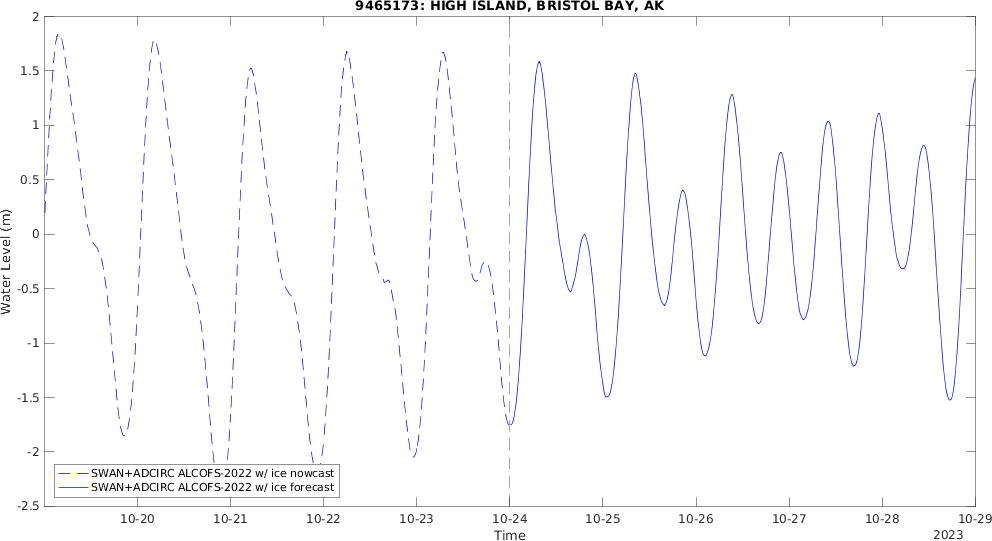 9465173: HIGH ISLAND, BRISTOL BAY, AK
2
1.5
1
0.5
0
-0.5
-1
-1.5
-2
-2.5
Water Level (m)
SWAN+ADCIRC ALCOFS-2022 w/ ice nowcast
SWAN+ADCIRC ALCOFS-2022 w/ ice forecast
10-20 10-21 10-22 10-23 10-24 10-25 10-26 10-27 10-28 10-29
Time
2023